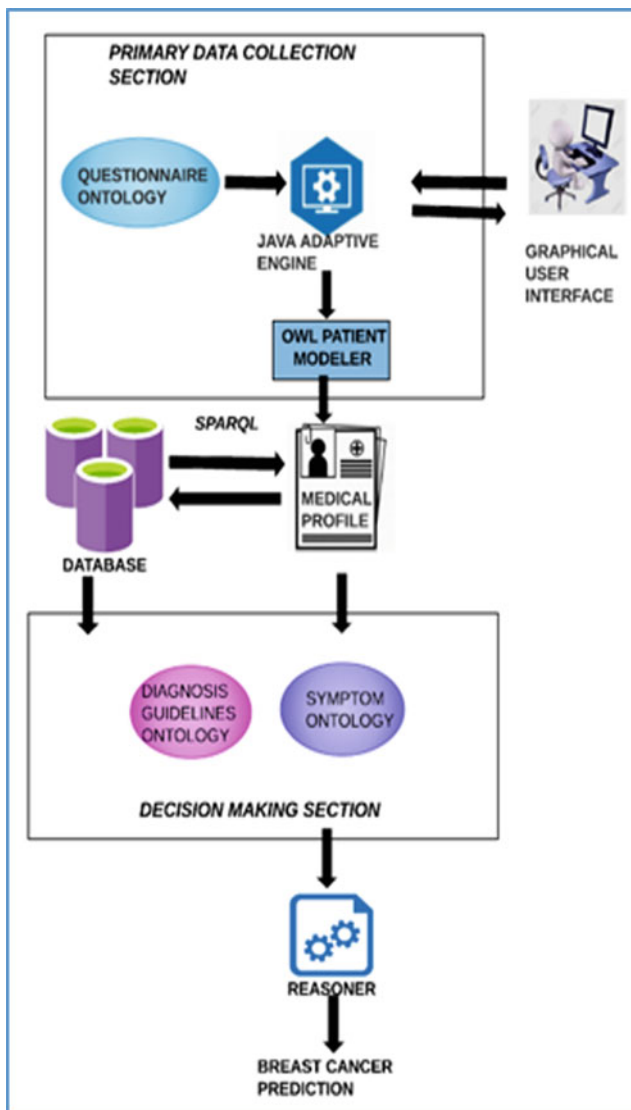 PRIMARY DATA COLLECTION
SECTION
QUESTIONNAIRE
ONTOLOGY
JAVA ADAPTIVE
ENGINE
GRAPHICAL
USER
INTERFACE
OWL PATIENT
MODELER
SPARQL
MEDICAL
PROFILE
DATABASE
DIAGNOSIS
GUIDELINES
ONTOLOGY
SYMPTOM
ONTOLOGY
DECISION MAKING SECTION
REASONER
BREAST CANCER
PREDICTION